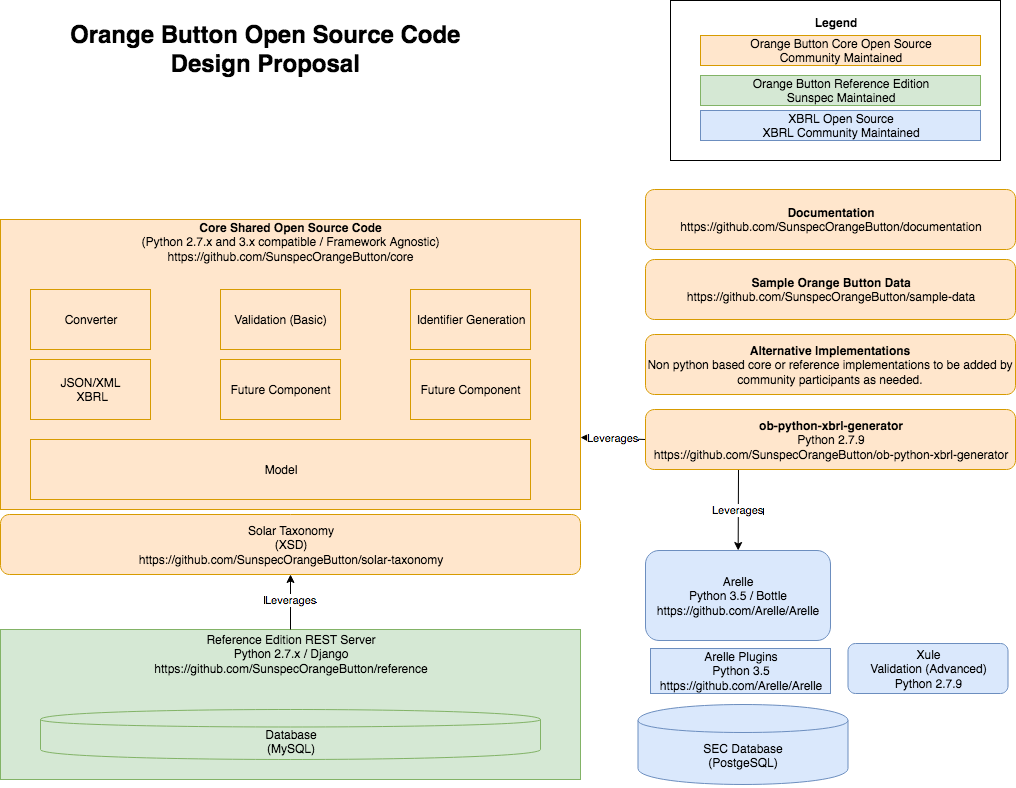 Orange Button Open Source Code
Design Proposal
Legend
Orange Button Core Open Source
Community Maintained
Orange Button Reference Edition
Sunspec Maintained
XBRL Open Source
XBRL Community Maintained
Core Shared Open Source Code
(Python 2.7.x and 3.x compatible / Framework Agnostic)
https://github.com/SunspecOrangeButton/core
Converter
Validation (Basic)
Identifier Generation
JSON/XML
XBRL
Future Component
Future Component
Model
Solar Taxonomy
(XSD)
https://github.com/SunspecOrangeButton/solar-taxonomy
Leverages
Reference Edition REST Server
Python 2.7.x / Django
https://github.com/SunspecOrangeButton/reference
Database
(MySQL)
Documentation
https://github.com/SunspecOrangeButton/documentation
Sample Orange Button Data
https://github.com/SunspecOrangeButton/sample-data
Alternative Implementations
Non python based core or reference implementations to be added by
community participants as needed.
ob-python-xbrl-generator
Python 2.7.9
https://github.com/SunspecOrangeButton/ob-python-xbrl-generator
Leverages
Leverages
Arelle
Python 3.5 / Bottle
https://github.com/Arelle/Arelle
Arelle Plugins
Python 3.5
https://github.com/Arelle/Arelle
Xule
Validation (Advanced)
Python 2.7.9
SEC Database
(PostgeSQL)